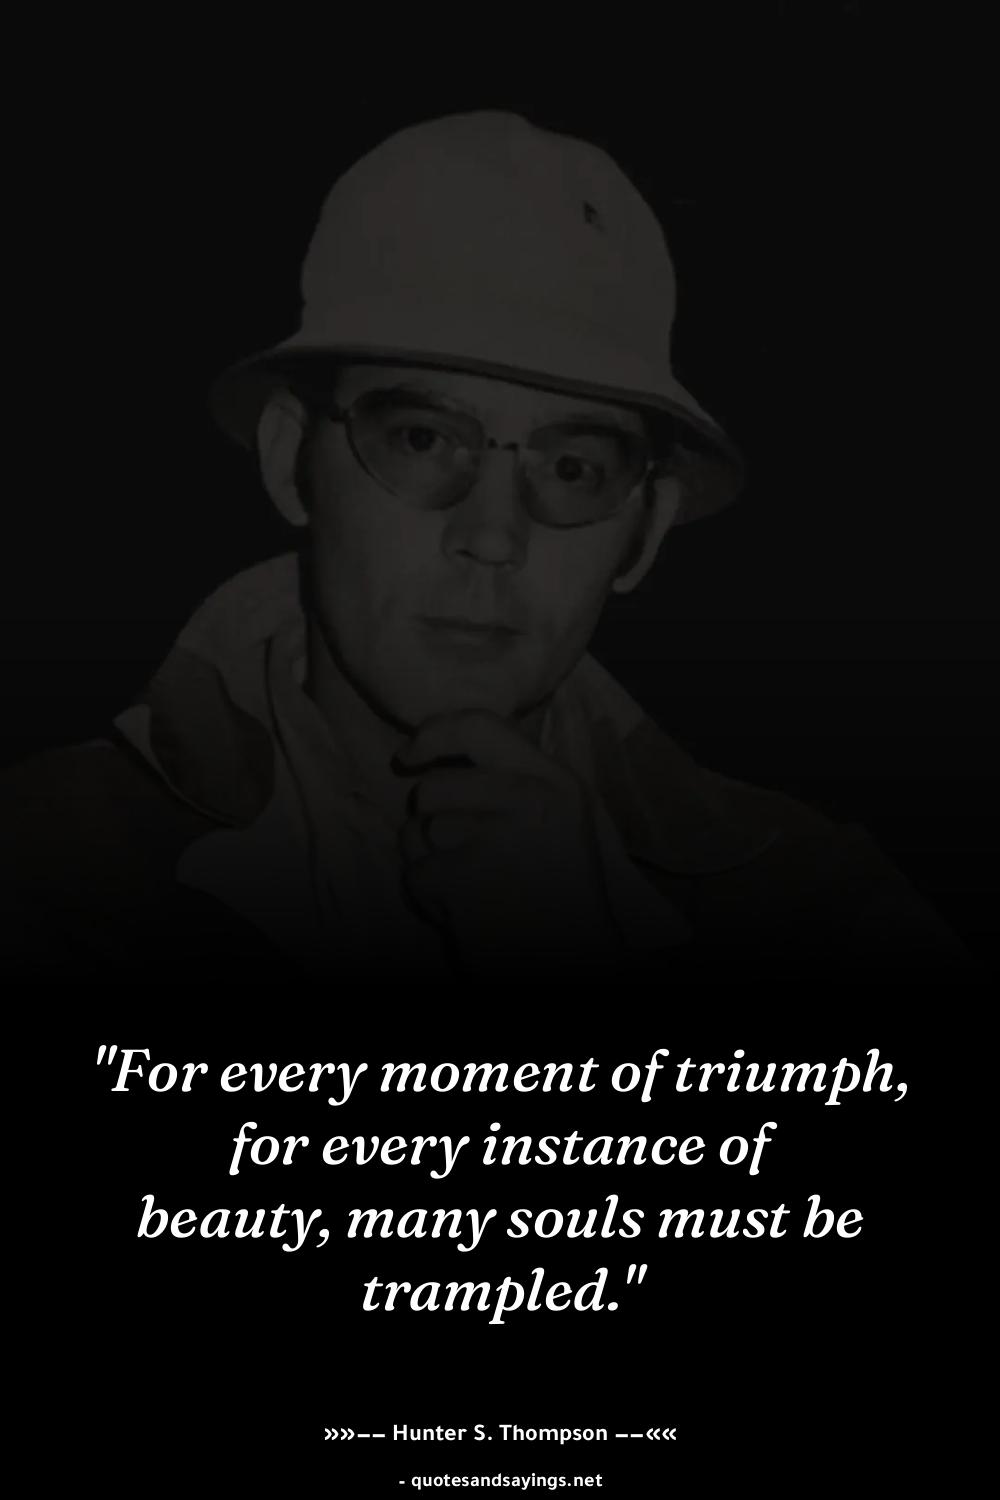 "For every moment of triumph,
for every instance of
beauty, many souls must be
trampled."
»»–– Hunter S. Thompson ––««
- quotesandsayings.net